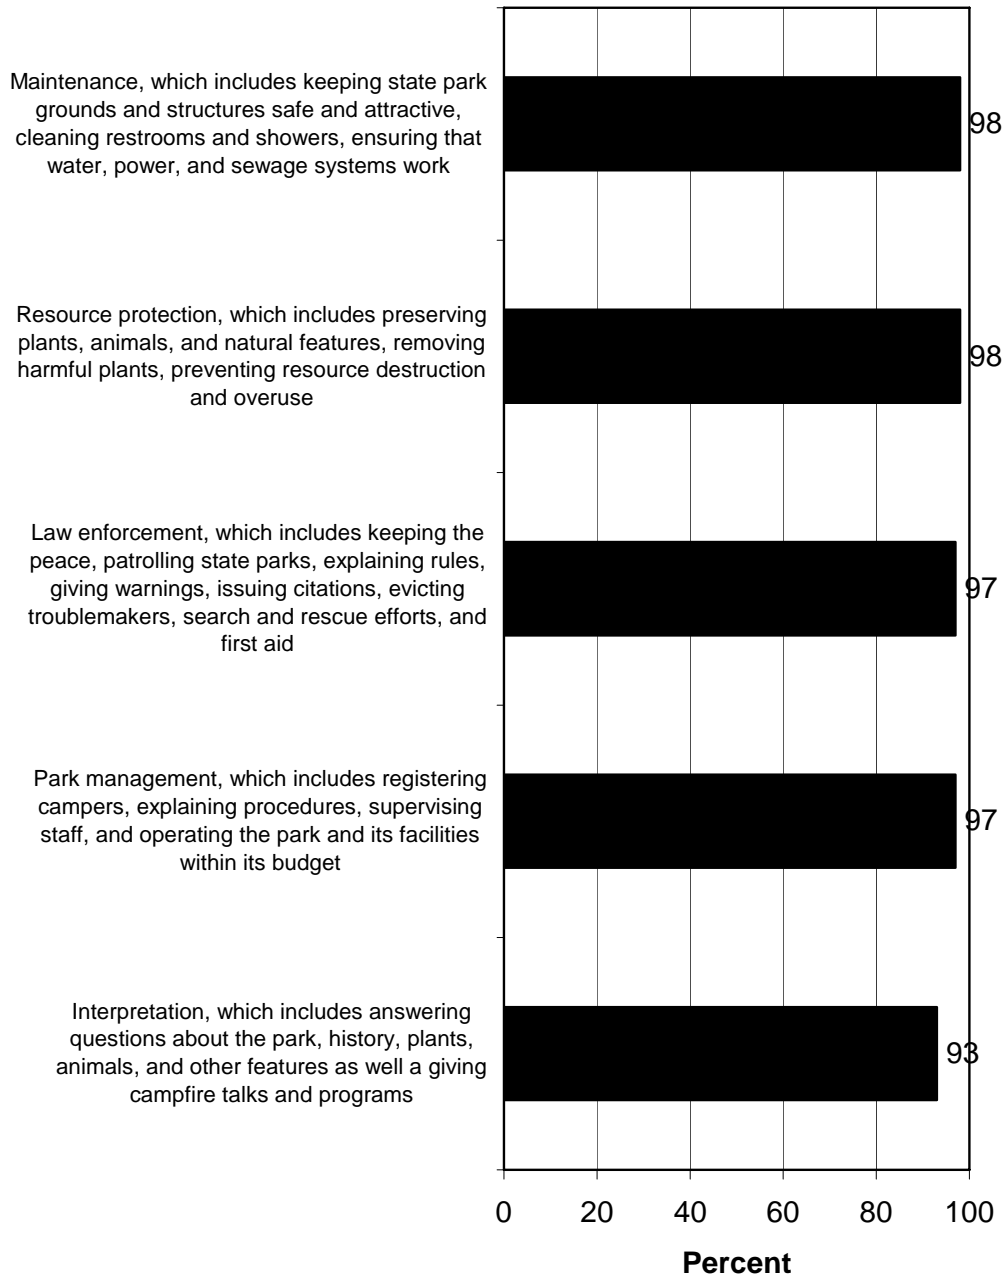 Maintenance, which includes keeping state park
grounds and structures safe and attractive,
cleaning restrooms and showers, ensuring that
water, power, and sewage systems work
98
Resource protection, which includes preserving
plants, animals, and natural features, removing
harmful plants, preventing resource destruction
and overuse
98
Law enforcement, which includes keeping the
peace, patrolling state parks, explaining rules,
giving warnings, issuing citations, evicting
troublemakers, search and rescue efforts, and
first aid
97
Park management, which includes registering
campers, explaining procedures, supervising
staff, and operating the park and its facilities
within its budget
97
Interpretation, which includes answering
questions about the park, history, plants,
animals, and other features as well a giving
campfire talks and programs
93
0 20 40 60 80 100
Percent